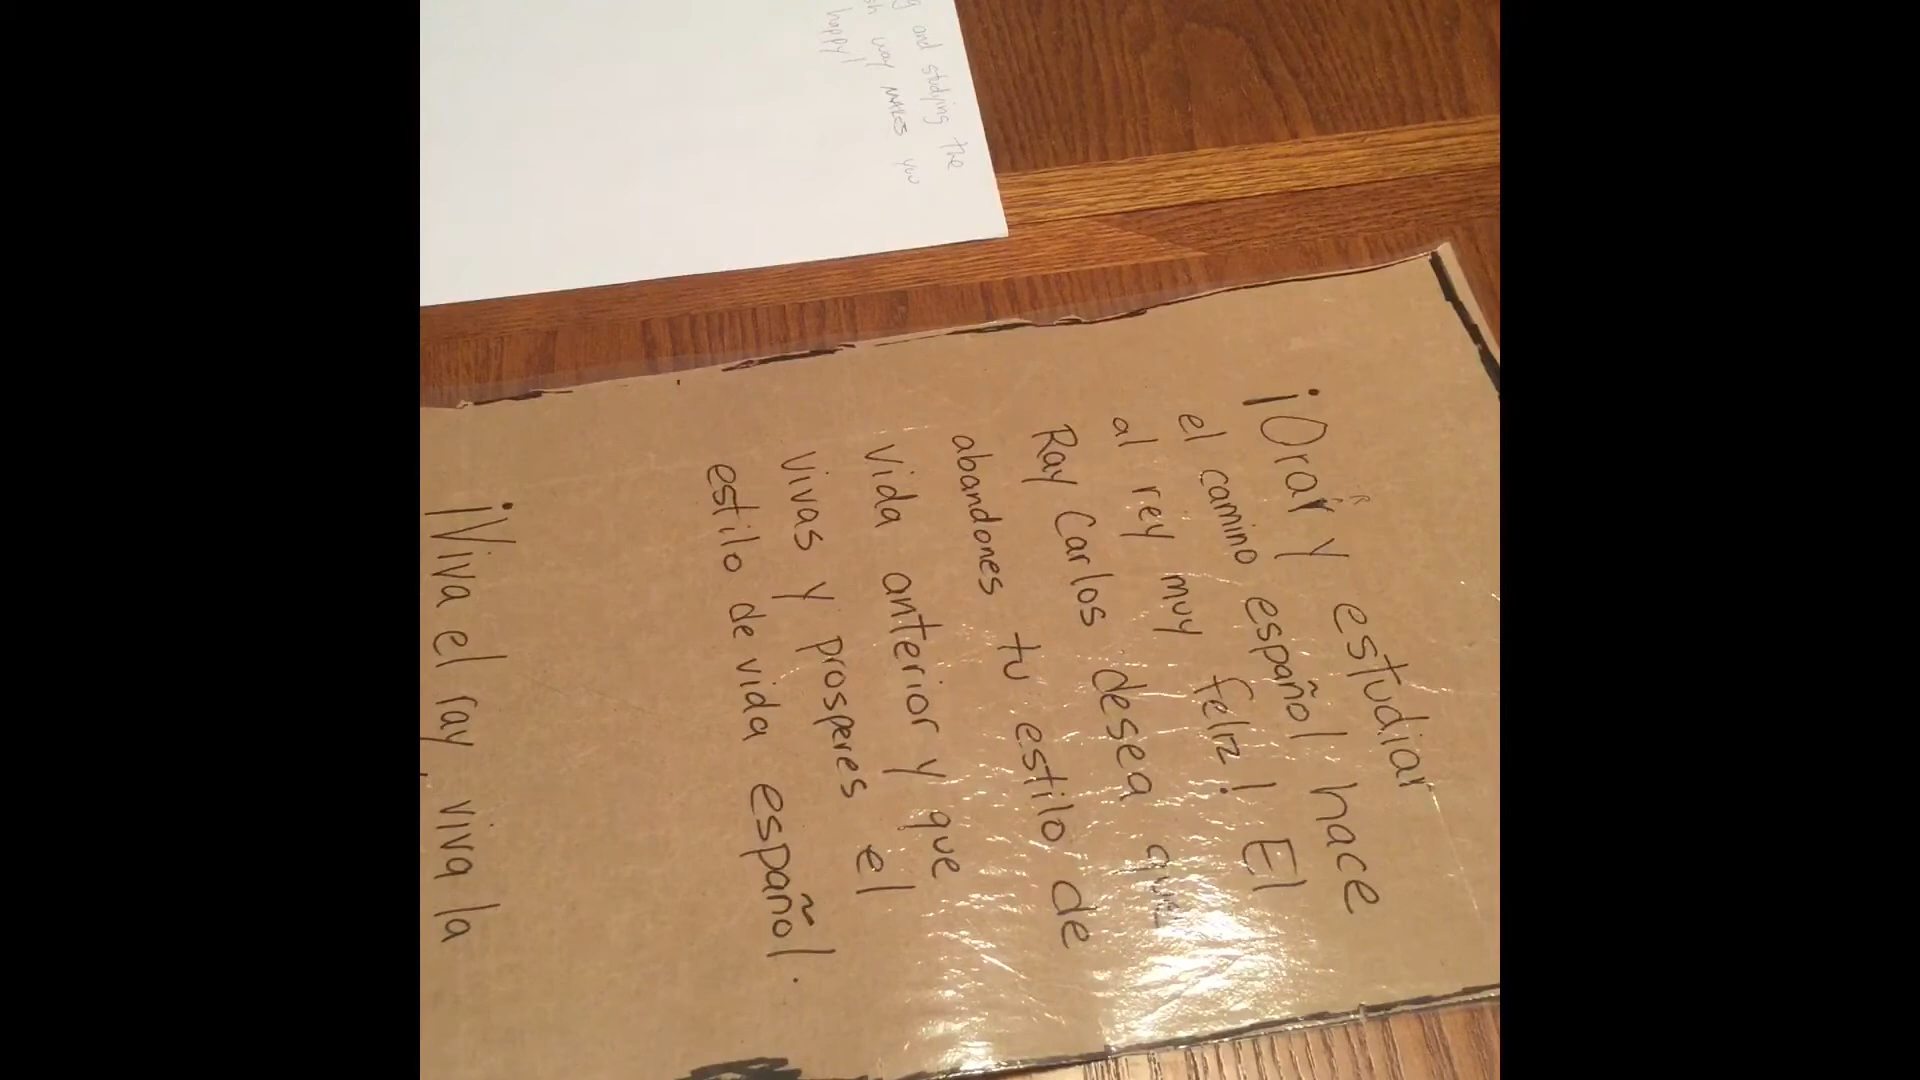 and studying the
way makes you
happy!
¡Orar y estudiar
R
el camino español hace
al rey muy feliz! El
Ray Carlos desea que
abandones tu estilo de
vida anterior y que
vivas y prosperes el
estilo de vida español.
¡Viva el ray, viva la